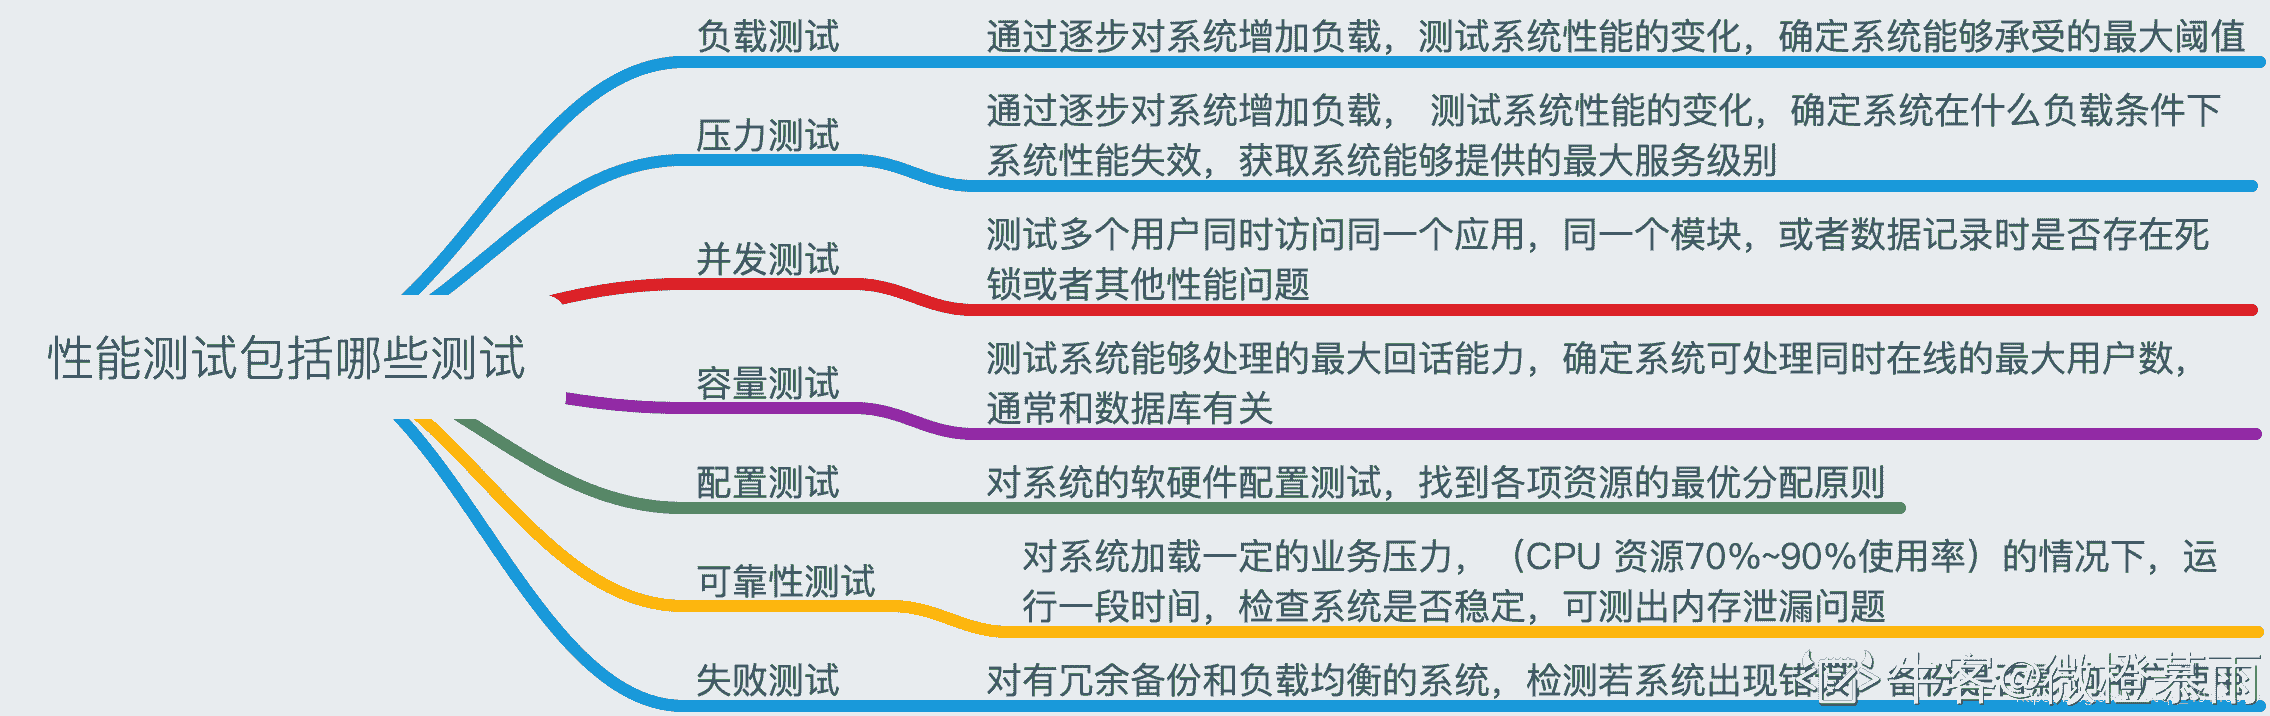 性能测试包括哪些测试
负载测试
通过逐步对系统增加负载，测试系统性能的变化，确定系统能够承受的最大阈值
压力测试
通过逐步对系统增加负载， 测试系统性能的变化，确定系统在什么负载条件下
系统性能失效，获取系统能够提供的最大服务级别
并发测试
测试多个用户同时访问同一个应用，同一个模块，或者数据记录时是否存在死
锁或者其他性能问题
容量测试
测试系统能够处理的最大回话能力，确定系统可处理同时在线的最大用户数，
通常和数据库有关
配置测试
对系统的软硬件配置测试，找到各项资源的最优分配原则
可靠性测试
对系统加载一定的业务压力，（CPU 资源70%~90%使用率）的情况下，运
行一段时间，检查系统是否稳定，可测出内存泄漏问题
失败测试
对有冗余备份和负载均衡的系统，检测若系统出现错误，备份是否
牛客@微橙暮雨